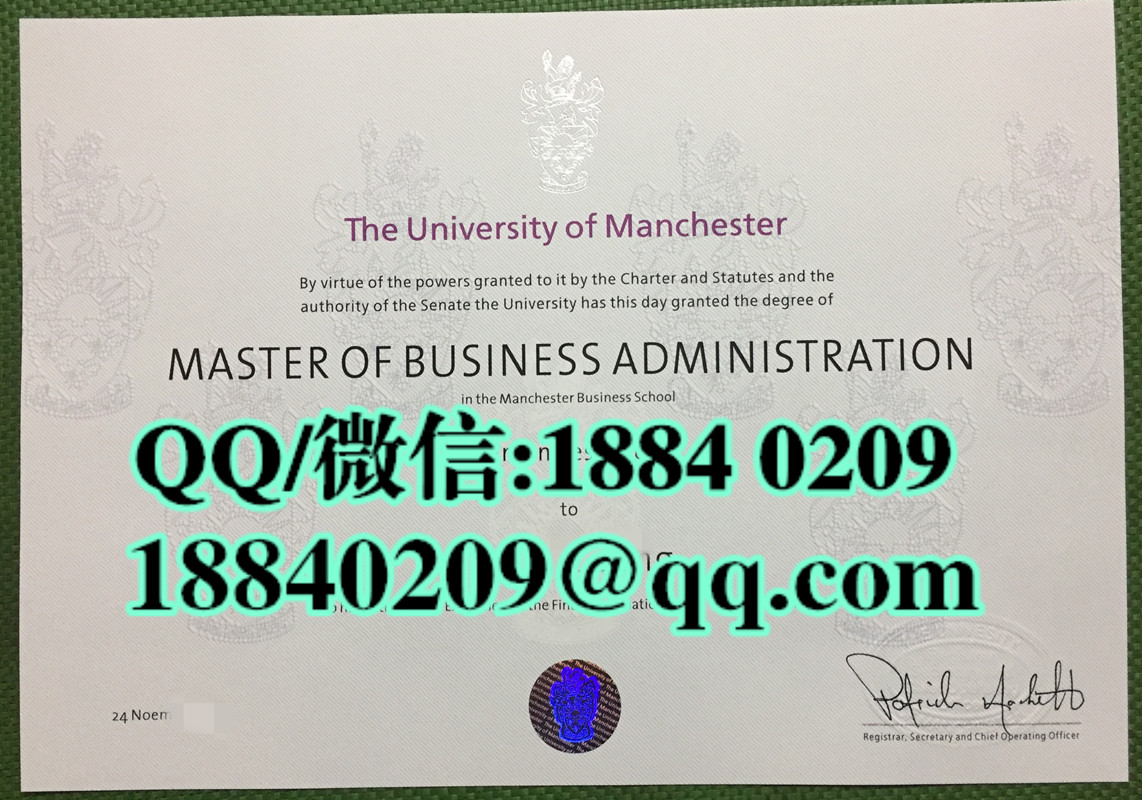 The University of Manchester
By virtue of the powers granted to it by the Charter and Statutes and the
authority of the Senate the University has this day granted the degree of
MASTER OF BUSINESS ADMINISTRATION
in the Manchester Business School
QQ/微信:1884 0209
to
18840209@qq.com
24 Noem
Registrar, Secretary and Chief Operating Officer